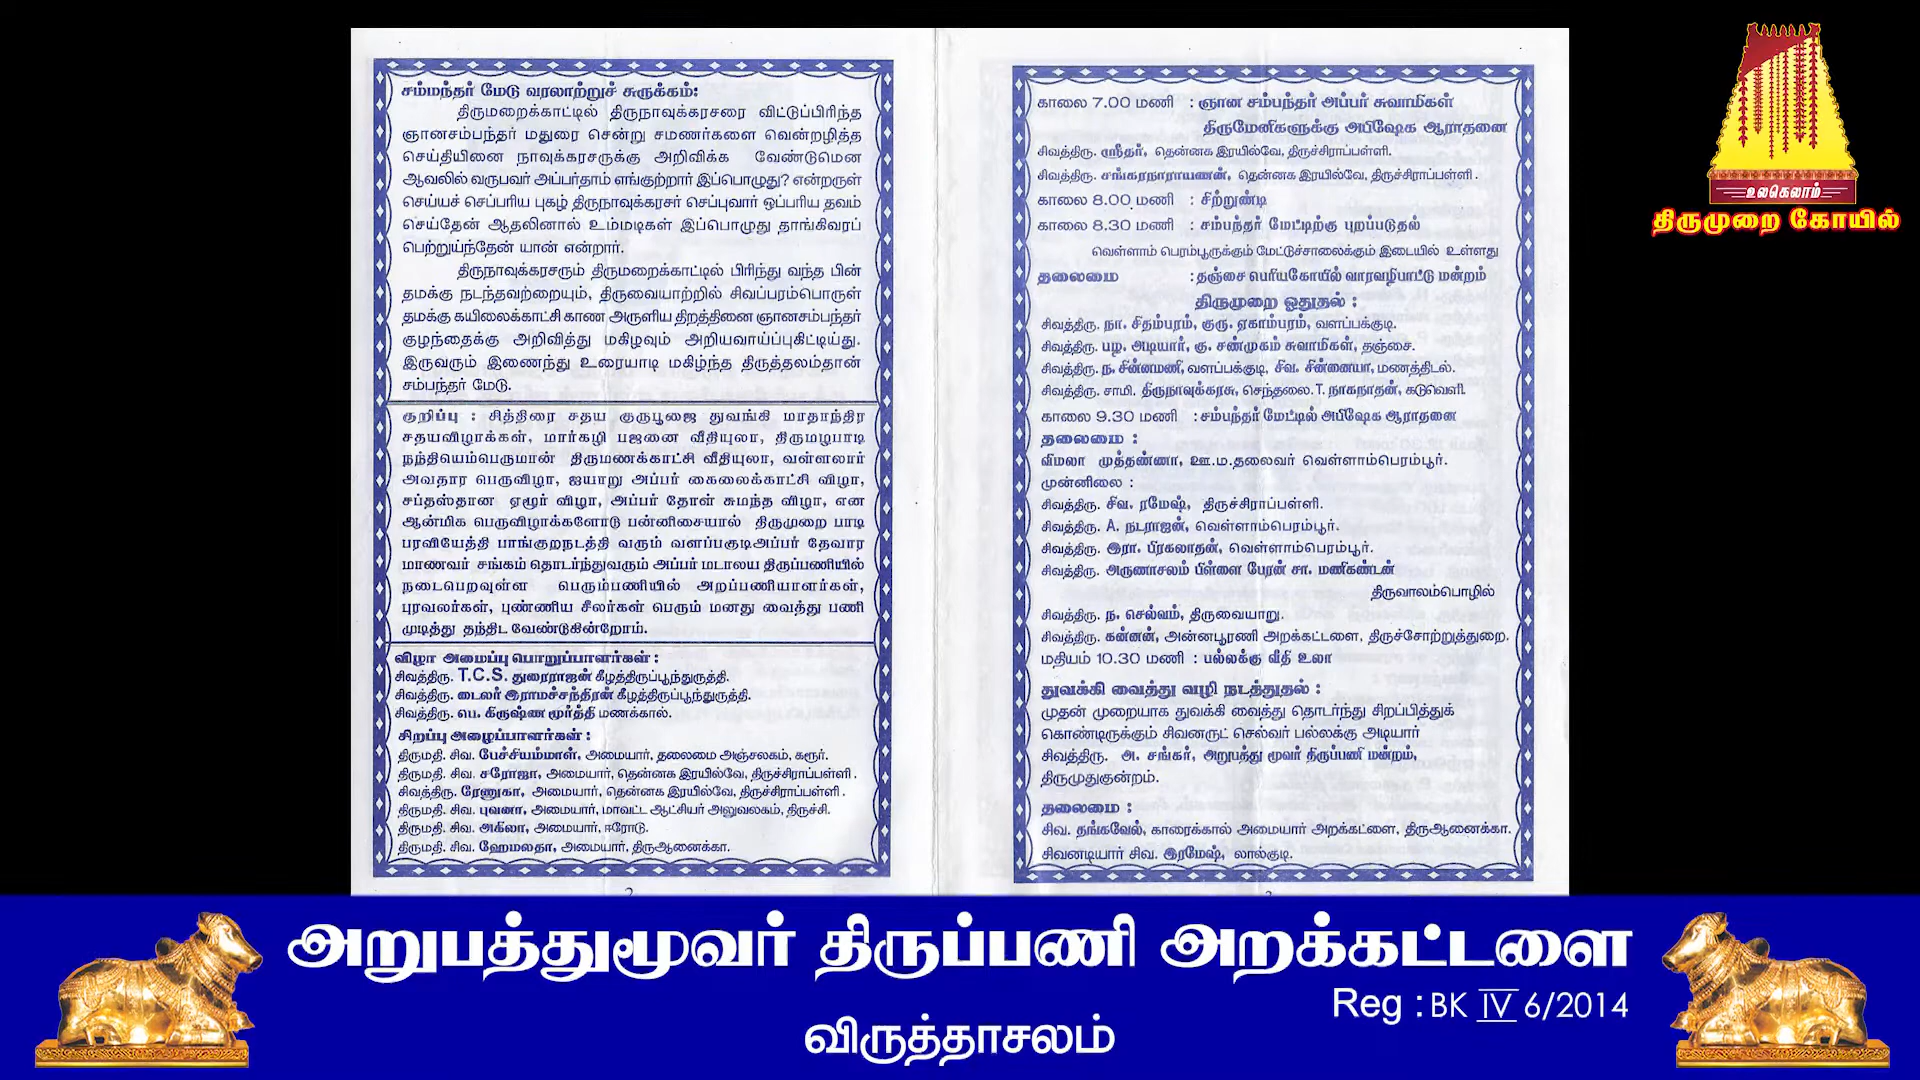 சம்மந்தர் மேடு வரலாற்றுச் சுருக்கம்:
திருமறைக்காட்டில் திருநாவுக்கரசரை விட்டுப்பிரிந்த
ஞானசம்பந்தர் மதுரை சென்று சமணர்களை வென்றழித்த
செய்தியினை நாவுக்கரசருக்கு அறிவிக்க வேண்டுமென
ஆவலில் வருபவர் அப்பர்தாம் எங்குற்றார் இப்பொழுது? என்றருள்
செய்யச் செப்பரிய புகழ் திருநாவுக்கரசர் செப்புவார் ஒப்பரிய தவம்
செய்தேன் ஆதலினால் உம்மடிகள் இப்பொழுது தாங்கிவரப்
பெற்றுய்ந்தேன் யான் என்றார்.
திருநாவுக்கரசரும் திருமறைக்காட்டில் பிரிந்து வந்த பின்
தமக்கு நடந்தவற்றையும், திருவையாற்றில் சிவப்பரம்பொருள்
தமக்கு கயிலைக்காட்சி காண அருளிய திறத்தினை ஞானசம்பந்தர்
குழந்தைக்கு அறிவித்து மகிழவும் அறியவாய்ப்புகிட்டிய்து.
இருவரும் இணைந்து உரையாடி மகிழ்ந்த திருத்தலம்தான்
சம்பந்தர் மேடு.
குறிப்பு : சித்திரை சதய குருபூஜை துவங்கி மாதாந்திர
சதயவிழாக்கள், மார்கழி பஜனை வீதியுலா, திருமழபாடி
நந்தியெம்பெருமான் திருமணக்காட்சி வீதியுலா, வள்ளலார்
அவதார பெருவிழா, ஐயாறு அப்பர் கைலைக்காட்சி விழா,
சப்தஸ்தான ஏழூர் விழா, அப்பர் தோள் சுமந்த விழா, என
ஆன்மிக பெருவிழாக்களோடு பன்னிசையால் திருமுறை பாடி
பரவியேத்தி பாங்குறநடத்தி வரும் வளப்பகுடிஅப்பர் தேவார
மாணவர் சங்கம் தொடர்ந்துவரும் அப்பர் மடாலய திருப்பணியில்
நடைபெறவுள்ள பெரும்பணியில் அறப்பணியாளர்கள்,
புரவலர்கள், புண்ணிய சீலர்கள் பெரும் மனது வைத்து பணி
முடித்து தந்திட வேண்டுகின்றோம்.
விழா அமைப்பு பொறுப்பாளர்கள் :
சிவத்திரு. T.C.S. துரைராஜன் கீழத்திருப்பூந்துருத்தி.
சிவத்திரு. டைலர் இராமச்சந்திரன் கீழத்திருப்பூந்துருத்தி.
சிவத்திரு. பெ. கிருஷ்ண மூர்த்தி மணக்கால்.
சிறப்பு அழைப்பாளர்கள் :
திருமதி. சிவ. பேச்சியம்மாள், அமையார், தலைமை அஞ்சலகம், கரூர்.
திருமதி. சிவ. சரோஜா, அமையார், தென்னக இரயில்வே, திருச்சிராப்பள்ளி .
சிவத்திரு. ரேணுகா, அமையார், தென்னக இரயில்வே, திருச்சிராப்பள்ளி .
திருமதி. சிவ. புவனா, அமையார், மாவட்ட ஆட்சியர் அலுவலகம், திருச்சி.
திருமதி. சிவ. அகிலா, அமையார், ஈரோடு.
திருமதி. சிவ. ஹேமலதா, அமையார், திருஆனைக்கா.
காலை 7.00 மணி : ஞான சம்பந்தர் அப்பர் சுவாமிகள்
திருமேனிகளுக்கு அபிஷேக ஆராதனை
சிவத்திரு. ஸ்ரீதர், தென்னக இரயில்வே, திருச்சிராப்பள்ளி.
சிவத்திரு. சங்கரநாராயணன், தென்னக இரயில்வே, திருச்சிராப்பள்ளி .
காலை 8.00 மணி : சிற்றுண்டி
காலை 8.30 மணி : சம்பந்தர் மேட்டிற்கு புறப்படுதல்
வெள்ளாம் பெரம்பூருக்கும் மேட்டுச்சாலைக்கும் இடையில் உள்ளது
தலைமை : தஞ்சை பெரியகோயில் வாரவழிபாட்டு மன்றம்
திருமுறை ஓதுதல் :
சிவத்திரு. நா. சிதம்பரம், குரு. ஏகாம்பரம், வளப்பக்குடி.
சிவத்திரு. பழ. அடியார், கு. சண்முகம் சுவாமிகள், தஞ்சை.
சிவத்திரு. ந. சின்னமணி, வளப்பக்குடி, சிவ. சின்னையா, மணத்திடல்.
சிவத்திரு. சாமி. திருநாவுக்கரசு, செந்தலை. T. நாகநாதன், கடுவெளி.
காலை 9.30 மணி : சம்பந்தர் மேட்டில் அபிஷேக ஆராதனை
தலைமை :
விமலா முத்தண்ணா, ஊ.ம.தலைவர் வெள்ளாம்பெரம்பூர்.
முன்னிலை :
சிவத்திரு. சிவ. ரமேஷ், திருச்சிராப்பள்ளி.
சிவத்திரு. A. நடராஜன், வெள்ளாம்பெரம்பூர்.
சிவத்திரு. இரா. பிரகலாதன், வெள்ளாம்பெரம்பூர்.
சிவத்திரு. அருணாசலம் பிள்ளை பேரன் சா. மணிகண்டன்
திருவாலம்பொழில்
சிவத்திரு. ந. செல்வம், திருவையாறு.
சிவத்திரு. கன்னன், அன்னபூரணி அறக்கட்டளை, திருச்சோற்றுத்துறை.
மதியம் 10.30 மணி : பல்லக்கு வீதி உலா
துவக்கி வைத்து வழி நடத்துதல் :
முதன் முறையாக துவக்கி வைத்து தொடர்ந்து சிறப்பித்துக்
கொண்டிருக்கும் சிவனருட் செல்வர் பல்லக்கு அடியார்
சிவத்திரு. அ. சங்கர், அறுபத்து மூவர் திருப்பணி மன்றம்,
திருமுதுகுன்றம்.
தலைமை :
சிவ. தங்கவேல், காரைக்கால் அமையார் அறக்கட்ளை, திருஆனைக்கா.
சிவனடியார் சிவ. இரமேஷ், லால்குடி.
உலகெலாம்
திருமுறை கோயில்
அறுபத்துமூவர் திருப்பணி அறக்கட்டளை
Reg : BK IV 6/2014
விருத்தாசலம்